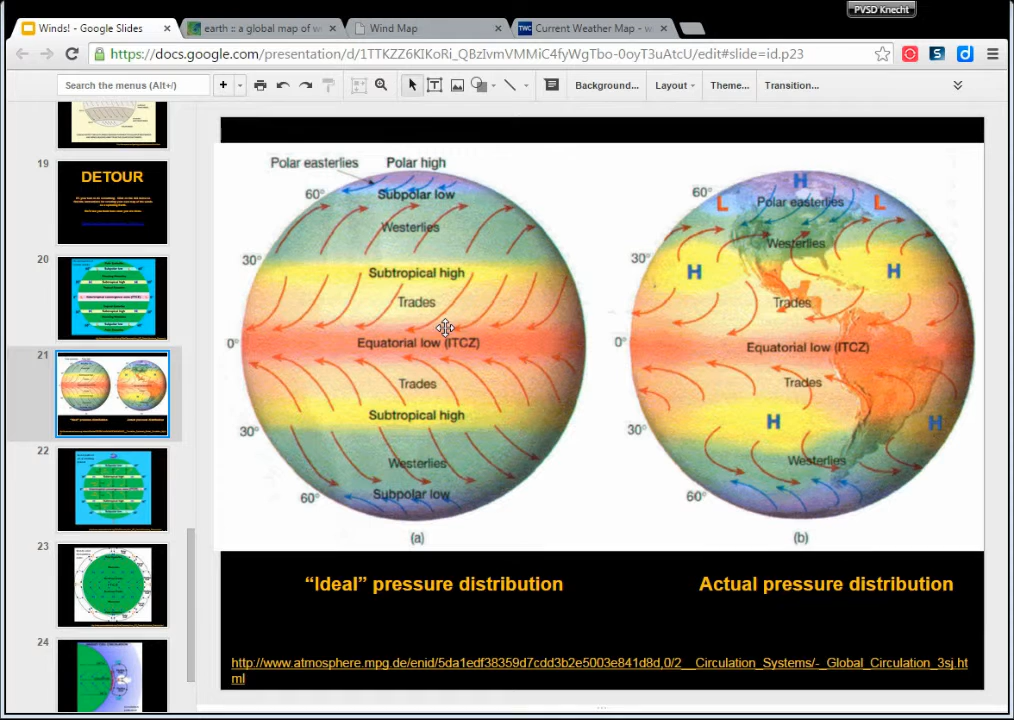 PVSD Knecht
Winds! - Google Slides
earth :: a global map of w
Wind Map
TWC Current Weather Map - w
https://docs.google.com/presentation/d/1TTKZZ6KIKoRi_QBzIvmVMMiC4fyWgTbo-0oyT3uAtcU/edit#slide=id.p23
Search the menus (Alt+/)
Background...
Layout
Theme...
Transition...
19
DETOUR
20
21
22
23
24
Polar easterlies
Polar high
60°
Subpolar low
Westerlies
30°
Subtropical high
Trades
0°
Equatorial low (ITCZ)
Trades
Subtropical high
30°
Westerlies
60°
Subpolar low
(a)
H
60°
L
Polar easterlies
L
Westerlies
30°
H
H
Trades
0°
Equatorial low (ITCZ)
Trades
H
H
30°
Westerlies
60°
(b)
“Ideal” pressure distribution
Actual pressure distribution
http://www.atmosphere.mpg.de/enid/5da1edf38359d7cdd3b2e5003e841d8d,0/2__Circulation_Systems/-_Global_Circulation_3sj.ht
ml